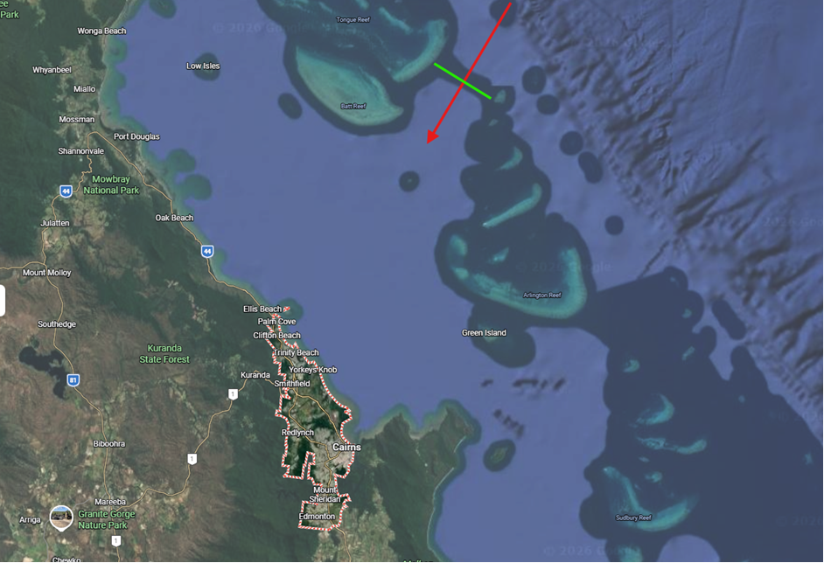 ee
Park
Tongue Reef
© 2026 Google
Wonga Beach
Low Isles
Whyanbeel
Miallo
Batt Reef
Mossman
Port Douglas
Shannonvale
Mowbray
National Park
44
Oak Beach
Julatten
44
Mount Molloy
Arlington Reef
Ellis Beach
Palm Cove
Southedge
Clifton Beach
Green Island
Kuranda
State Forest
Trinity Beach
Yorkeys Knob
Kuranda
Smithfield
81
1
Redlynch
Biboohra
Cairns
1
Mount
Sheridan
Mareeba
Granite Gorge
Nature Park
Arriga
Edmonton
Sudbury Reef
1